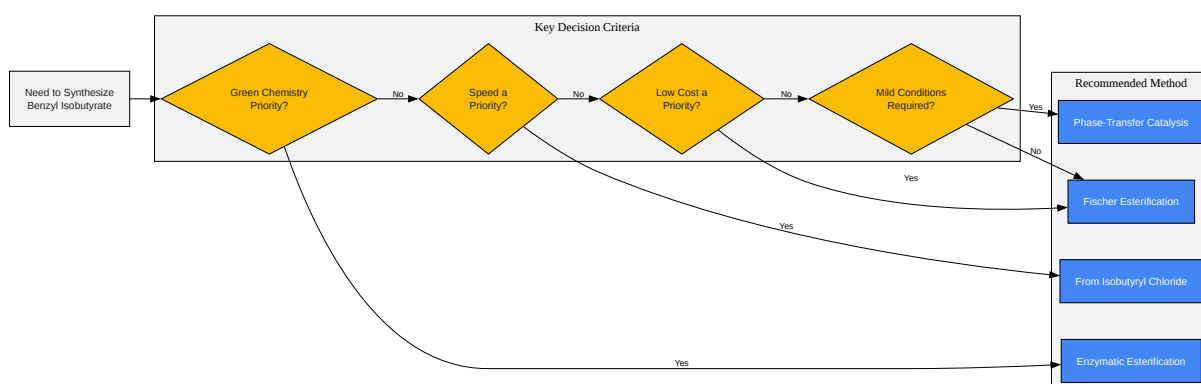 Key Decision Criteria
Need to Synthesize
Benzyl Isobutyrate
Green Chemistry
Priority?
No
Speed a
Priority?
No
Low Cost a
Priority?
No
Mild Conditions
Required?
Recommended Method
Yes
Phase-Transfer Catalysis
No
Yes
Fischer Esterification
Yes
From Isobutyryl Chloride
Yes
Enzymatic Esterification